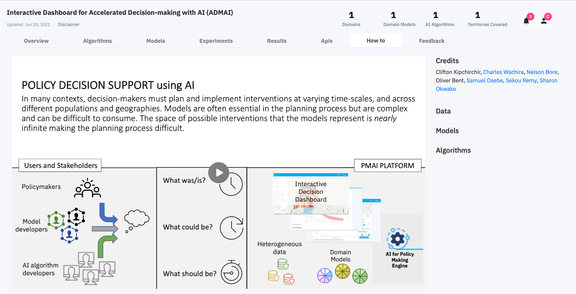 Interactive Dashboard for Accelerated Decision-making with AI (ADMAI)
Updated: Jun 30, 2021 Disclaimer
1 1 1 1
Domains Domain Models AI Algorithms Territories Covered
Overview Algorithms Models Experiments Results Apis How to Feedback
POLICY DECISION SUPPORT using AI
In many contexts, decision-makers must plan and implement interventions at varying time-scales, and across
different populations and geographies. Models are often essential in the planning process but are complex
and can be difficult to consume. The space of possible interventions that the models represent is nearly
infinite making the planning process difficult.
Users and Stakeholders
PMAI PLATFORM
Policymakers
Model
developers
AI algorithm
developers
What was/is?
What could be?
What should be?
Interactive
Decision
Dashboard
Heterogeneous
data
Domain
Models
AI for Policy
Making
Engine
Credits
Clifton Kipchirchir, Charles Wachira, Nelson Bore,
Oliver Bent, Samuel Osebe, Sekou Remy, Sharon
Okwako
Data
Models
Algorithms